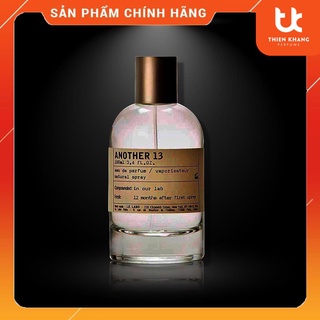 SẢN PHẨM CHÍNH HÃNG
THIEN KHANG
PERFUME
ANOTHER 13
100ml 3,4 FL.OZ.
eau de parfum / vaporisateur
natural spray
Compounded in our lab
12 months after first spray